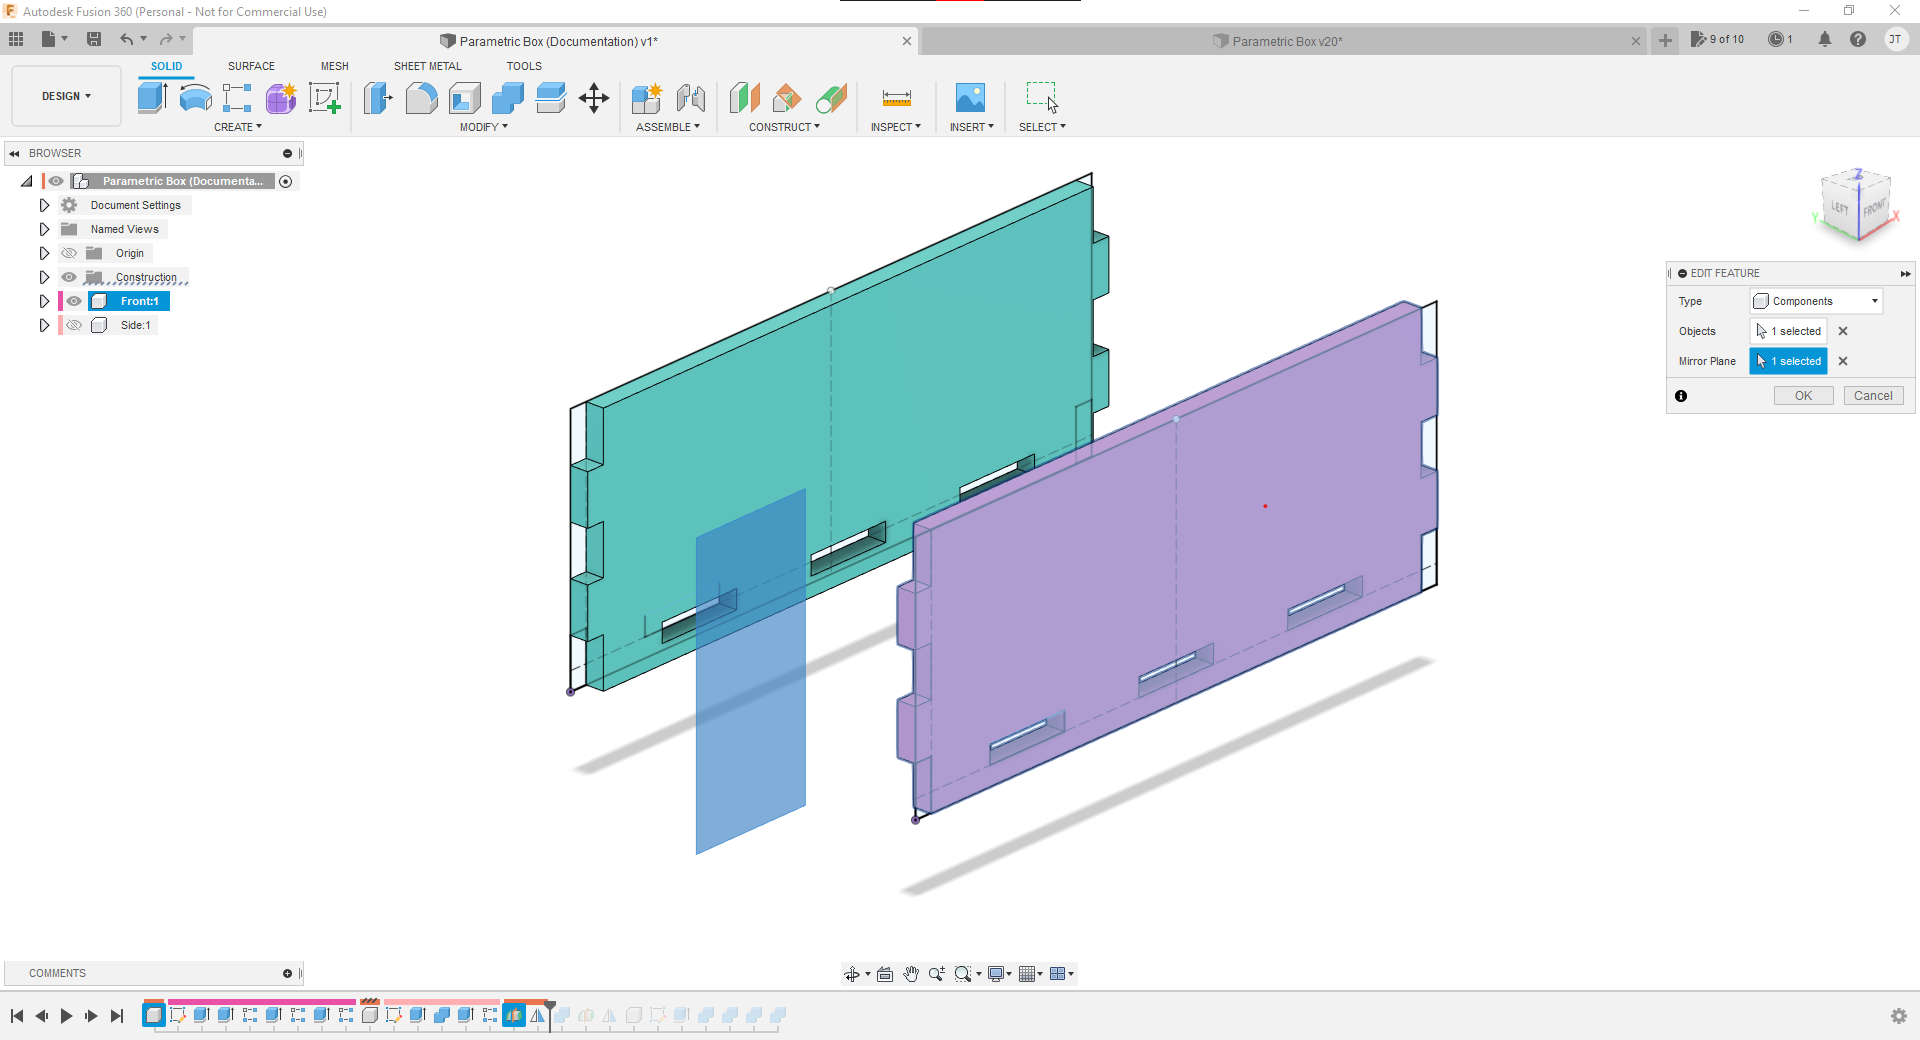 Autodesk Fusion 360 (Personal - Not for Commercial Use)
Parametric Box (Documentation) v1*
Parametric Box v20*
9 of 10
1
JT
SOLID SURFACE MESH SHEET METAL TOOLS
DESIGN
CREATE MODIFY ASSEMBLE CONSTRUCT INSPECT INSERT SELECT
BROWSER
Parametric Box (Documenta...
Document Settings
Named Views
Origin
Construction
Front:1
Side:1
Z
LEFT FRONT
Y X
EDIT FEATURE
Type Components
Objects 1 selected
Mirror Plane 1 selected
OK Cancel
COMMENTS